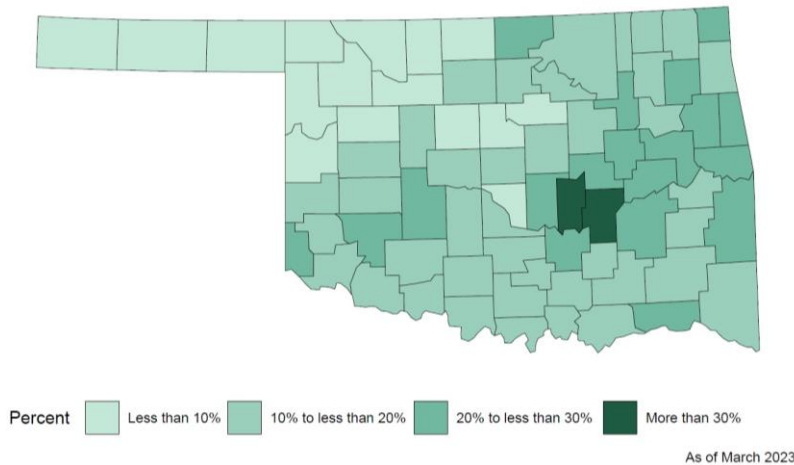 Percent Less than 10% 10% to less than 20% 20% to less than 30% More than 30%
As of March 2023